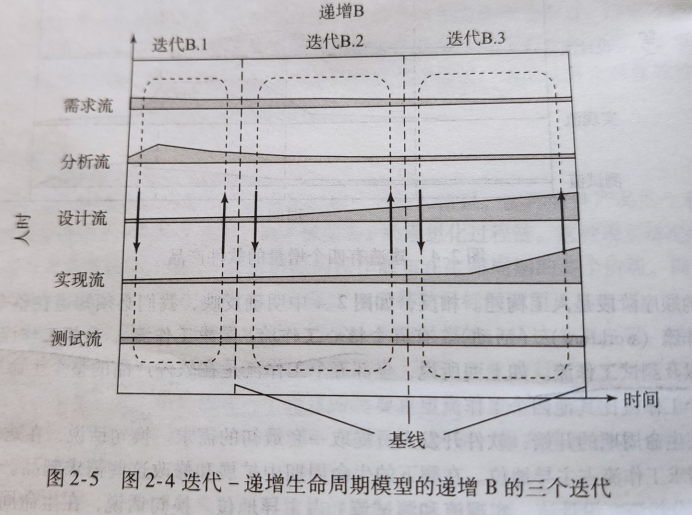 递增B
迭代B.1 迭代B.2 迭代B.3
需求流
分析流
设计流
人时
实现流
测试流
时间
基线
图2-5 图2-4迭代－递增生命周期模型的递增 B 的三个迭代